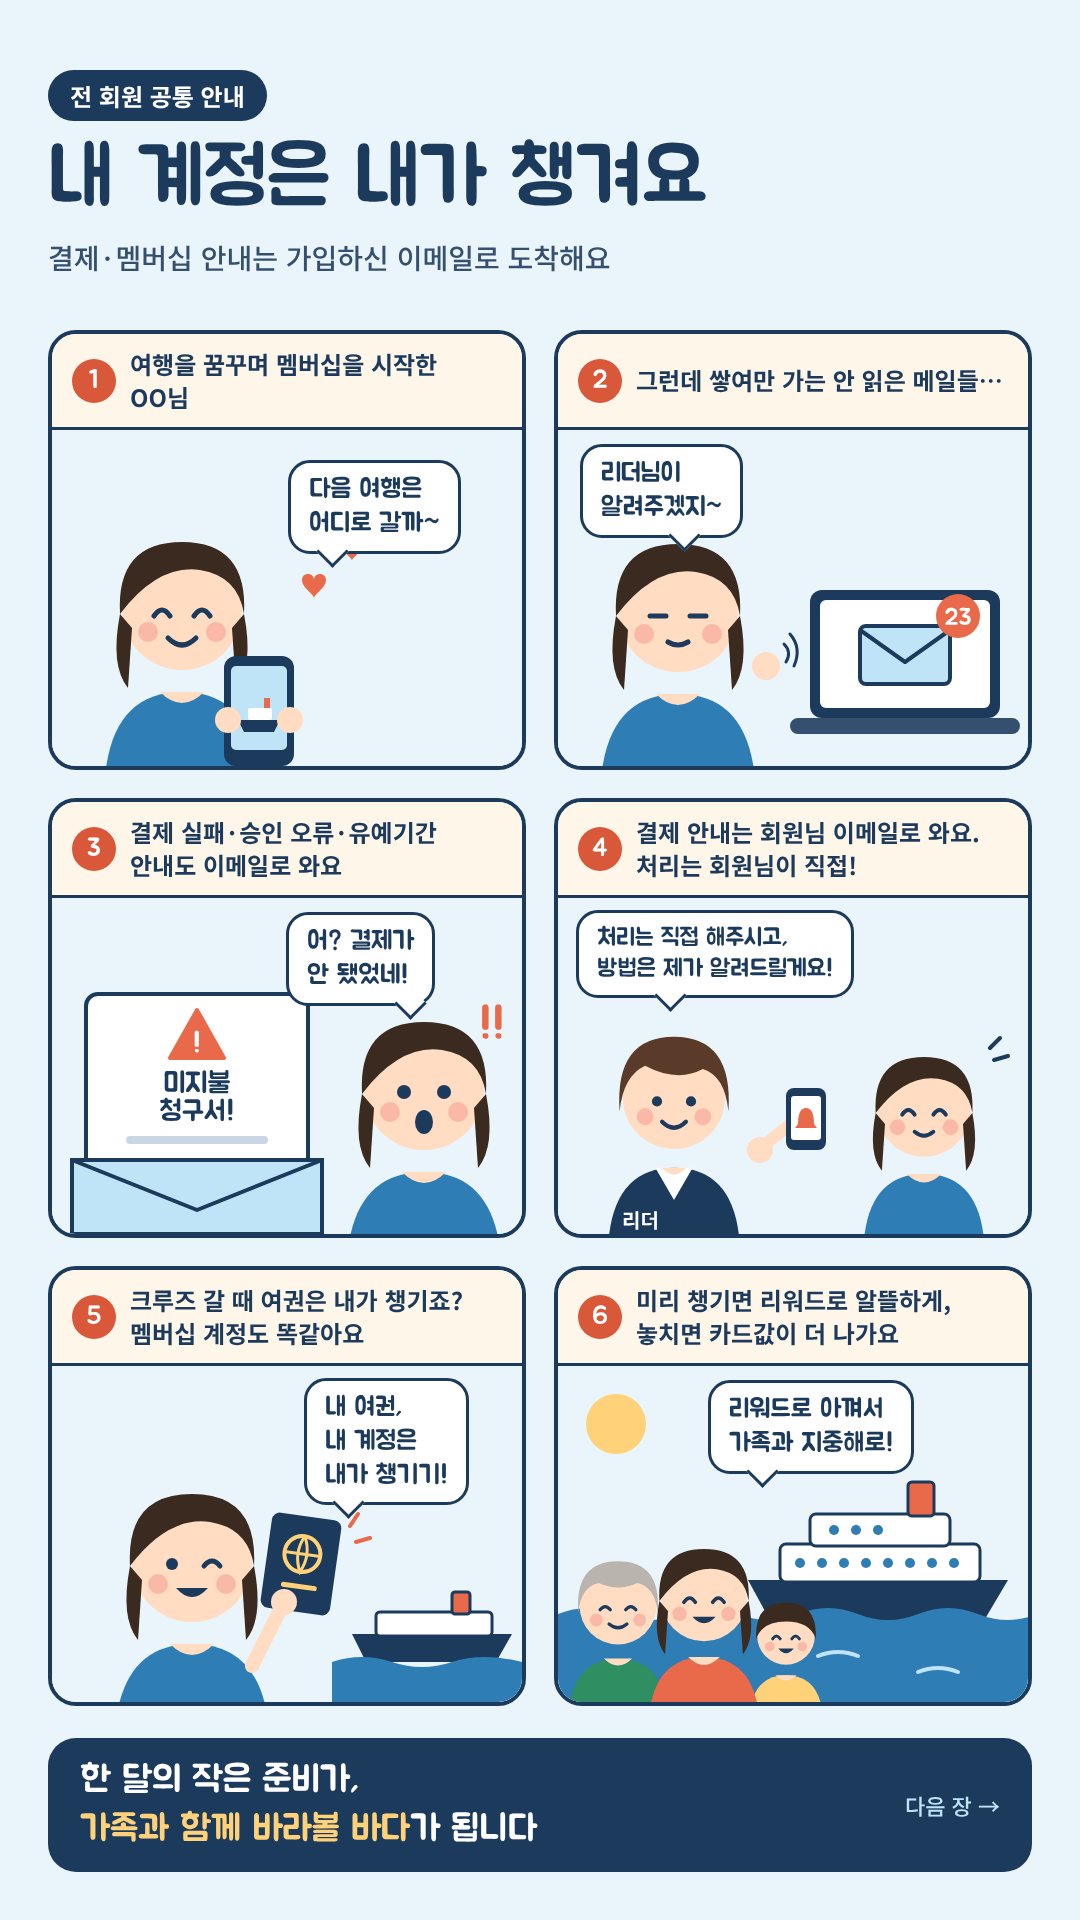 전 회원 공통 안내
내 계정은 내가 챙겨요
결제·멤버십 안내는 가입하신 이메일로 도착해요
1
여행을 꿈꾸며 멤버십을 시작한
OO님
다음 여행은
어디로 갈까~
2
그런데 쌓여만 가는 안 읽은 메일들…
리더님이
알려주겠지~
23
3
결제 실패·승인 오류·유예기간
안내도 이메일로 와요
어? 결제가
안 됐었네!
!!
!
미지불
청구서!
4
결제 안내는 회원님 이메일로 와요.
처리는 회원님이 직접!
처리는 직접 해주시고,
방법은 제가 알려드릴게요!
리더
5
크루즈 갈 때 여권은 내가 챙기죠?
멤버십 계정도 똑같아요
내 여권,
내 계정은
내가 챙기기!
6
미리 챙기면 리워드로 알뜰하게,
놓치면 카드값이 더 나가요
리워드로 아껴서
가족과 지중해로!
한 달의 작은 준비가,
가족과 함께 바라볼 바다가 됩니다
다음 장 →